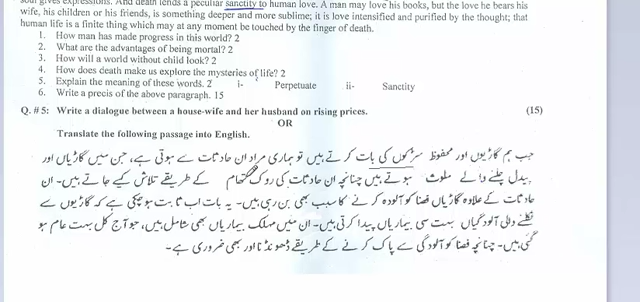 soul gives expressions. And death lends a peculiar sanctity to human love. A man may love his books, but the love he bears his
wife, his children or his friends, is something deeper and more sublime; it is love intensified and purified by the thought; that
human life is a finite thing which may at any moment be touched by the finger of death.
1. How man has made progress in this world? 2
2. What are the advantages of being mortal? 2
3. How will a world without child look? 2
4. How does death make us explore the mysteries of life? 2
5. Explain the meaning of these words. 2 i- Perpetuate ii- Sanctity
6. Write a precis of the above paragraph. 15
Q. # 5: Write a dialogue between a house-wife and her husband on rising prices. (15)
OR
Translate the following passage into English.
جب ہم گاڑیوں اور محفوظ سڑکوں کی بات کرتے ہیں تو ہماری مراد ان حادثات سے ہوتی ہے، جن میں گاڑیاں اور
پیدل چلنے والے ملوث ہوتے ہیں چنانچہ ان حادثات کی روک تھام کے طریقے تلاش کیے جاتے ہیں۔ ان
حادثات کے علاوہ گاڑیاں فضا کو آلودہ کرنے کا سبب بھی بن رہی ہیں۔ یہ بات اب ثابت ہو چکی ہے کہ گاڑیوں سے
نکلنے والی آلودگیاں بہت سی بیماریاں پیدا کرتی ہیں۔ ان میں مہلک بیماریاں بھی شامل ہیں، جو آج کل بہت عام ہو
گئی ہیں۔ چنانچہ فضا کو آلودگی سے پاک کرنے کے طریقے ڈھونڈنا اور بھی ضروری ہے۔